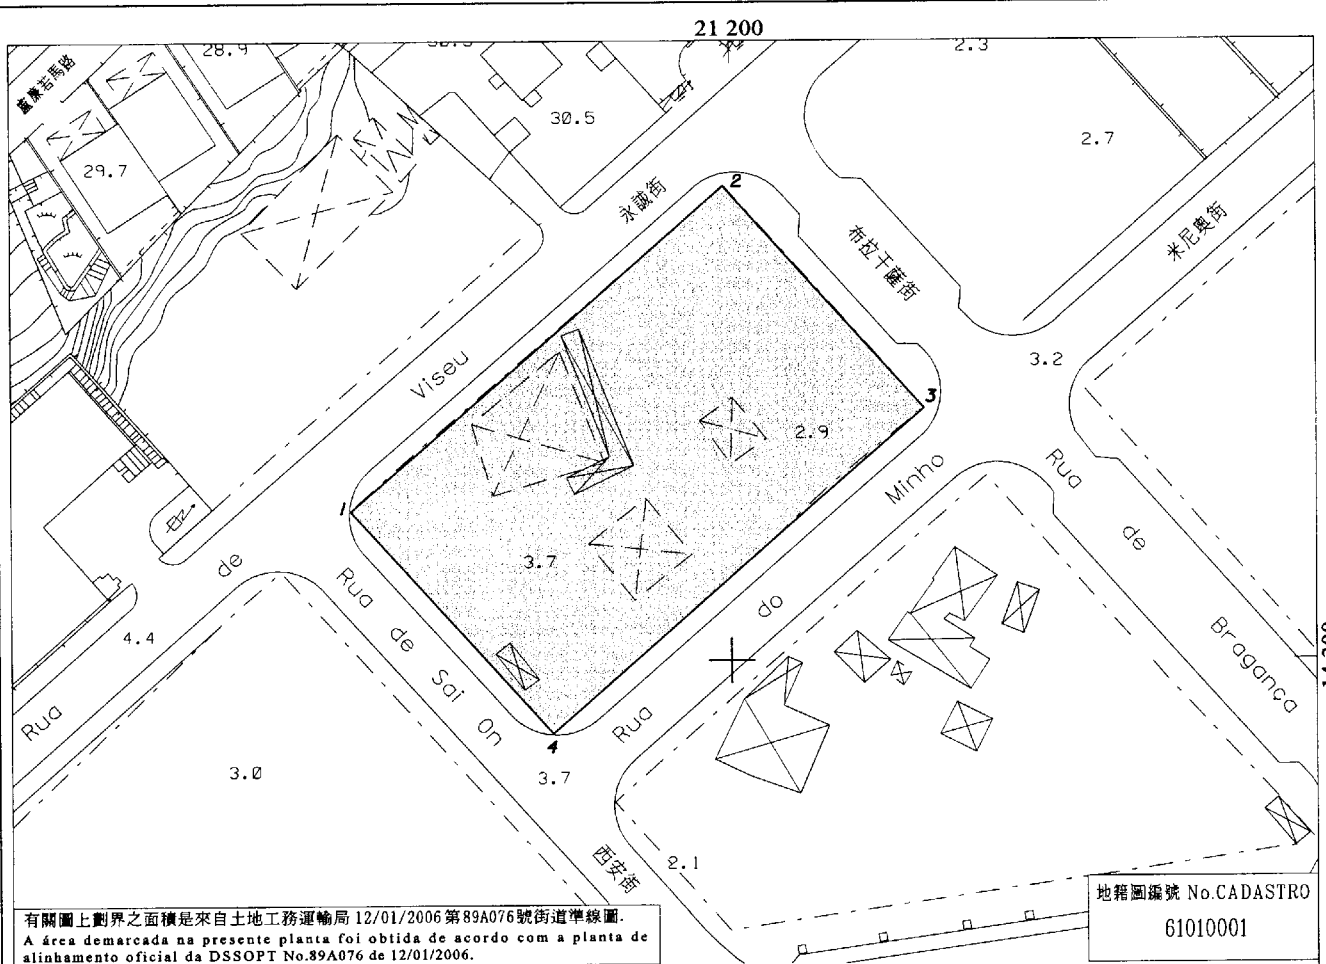 21 200
28.9
30.5
2.3
盧廉若馬路
30.5
2.7
29.7
2
永誠街
布拉干薩街
米尼奧街
3.2
Viseu
3
2.9
Minho
Rua
1
3.7
de
de
Rua
de
do
4.4
Sai
Bragança
On
Rua
Rua
4
3.0
3.7
西安街
2.1
地籍圖編號 No.CADASTRO
61010001
有關圖上劃界之面積是來自土地工務運輸局 12/01/2006 第89A076號街道準線圖.
A área demarcada na presente planta foi obtida de acordo com a planta de
alinhamento oficial da DSSOPT No.89A076 de 12/01/2006.